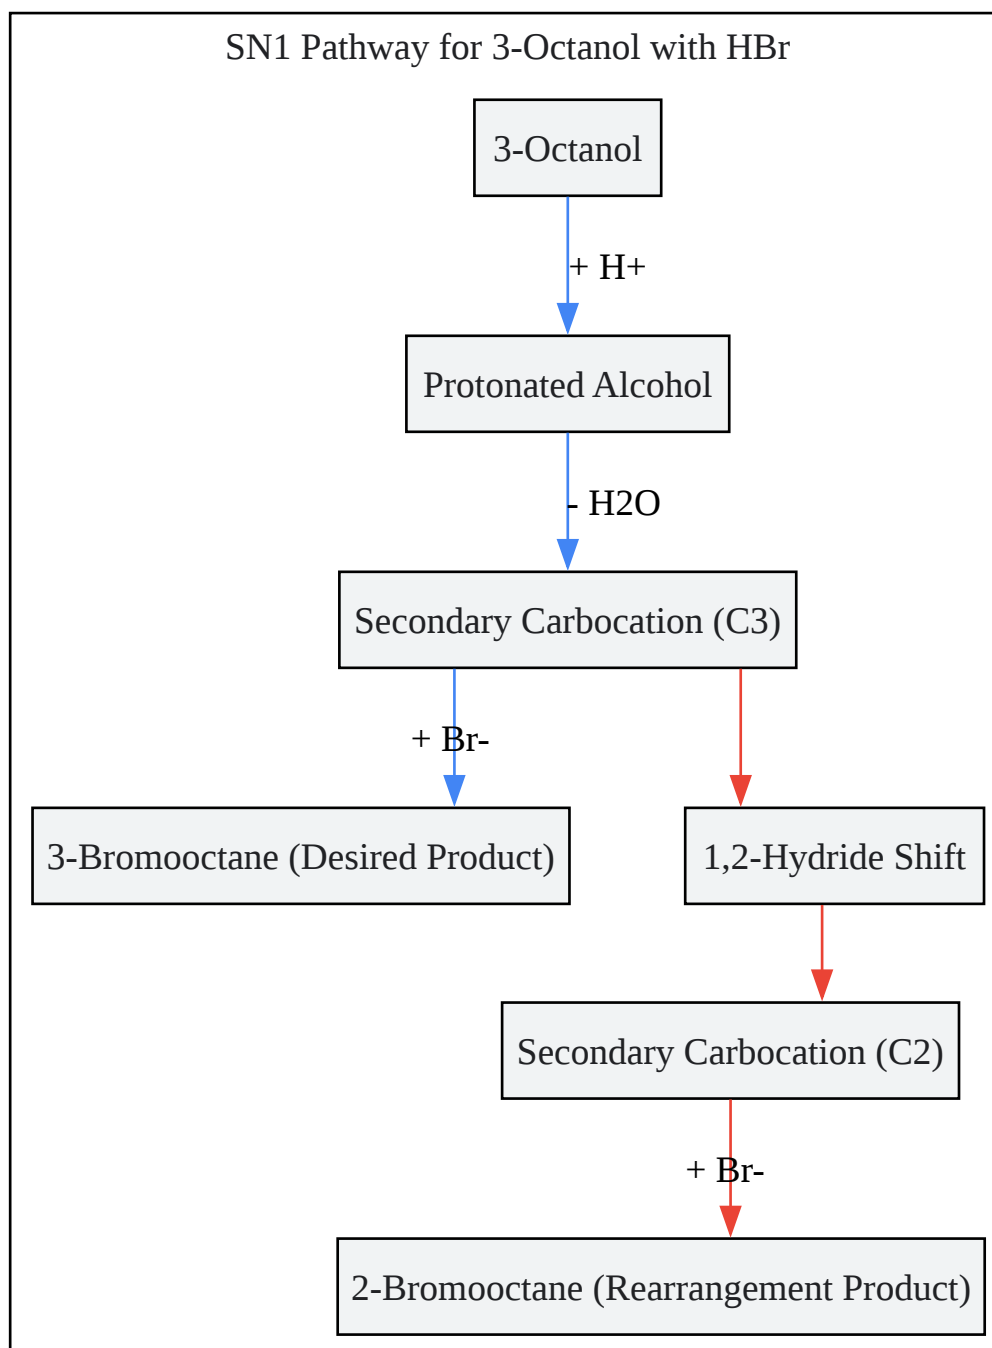 SN1 Pathway for 3-Octanol with HBr
3-Octanol
+ H+
Protonated Alcohol
- H2O
Secondary Carbocation (C3)
+ Br-
3-Bromooctane (Desired Product)
1,2-Hydride Shift
Secondary Carbocation (C2)
+ Br-
2-Bromooctane (Rearrangement Product)